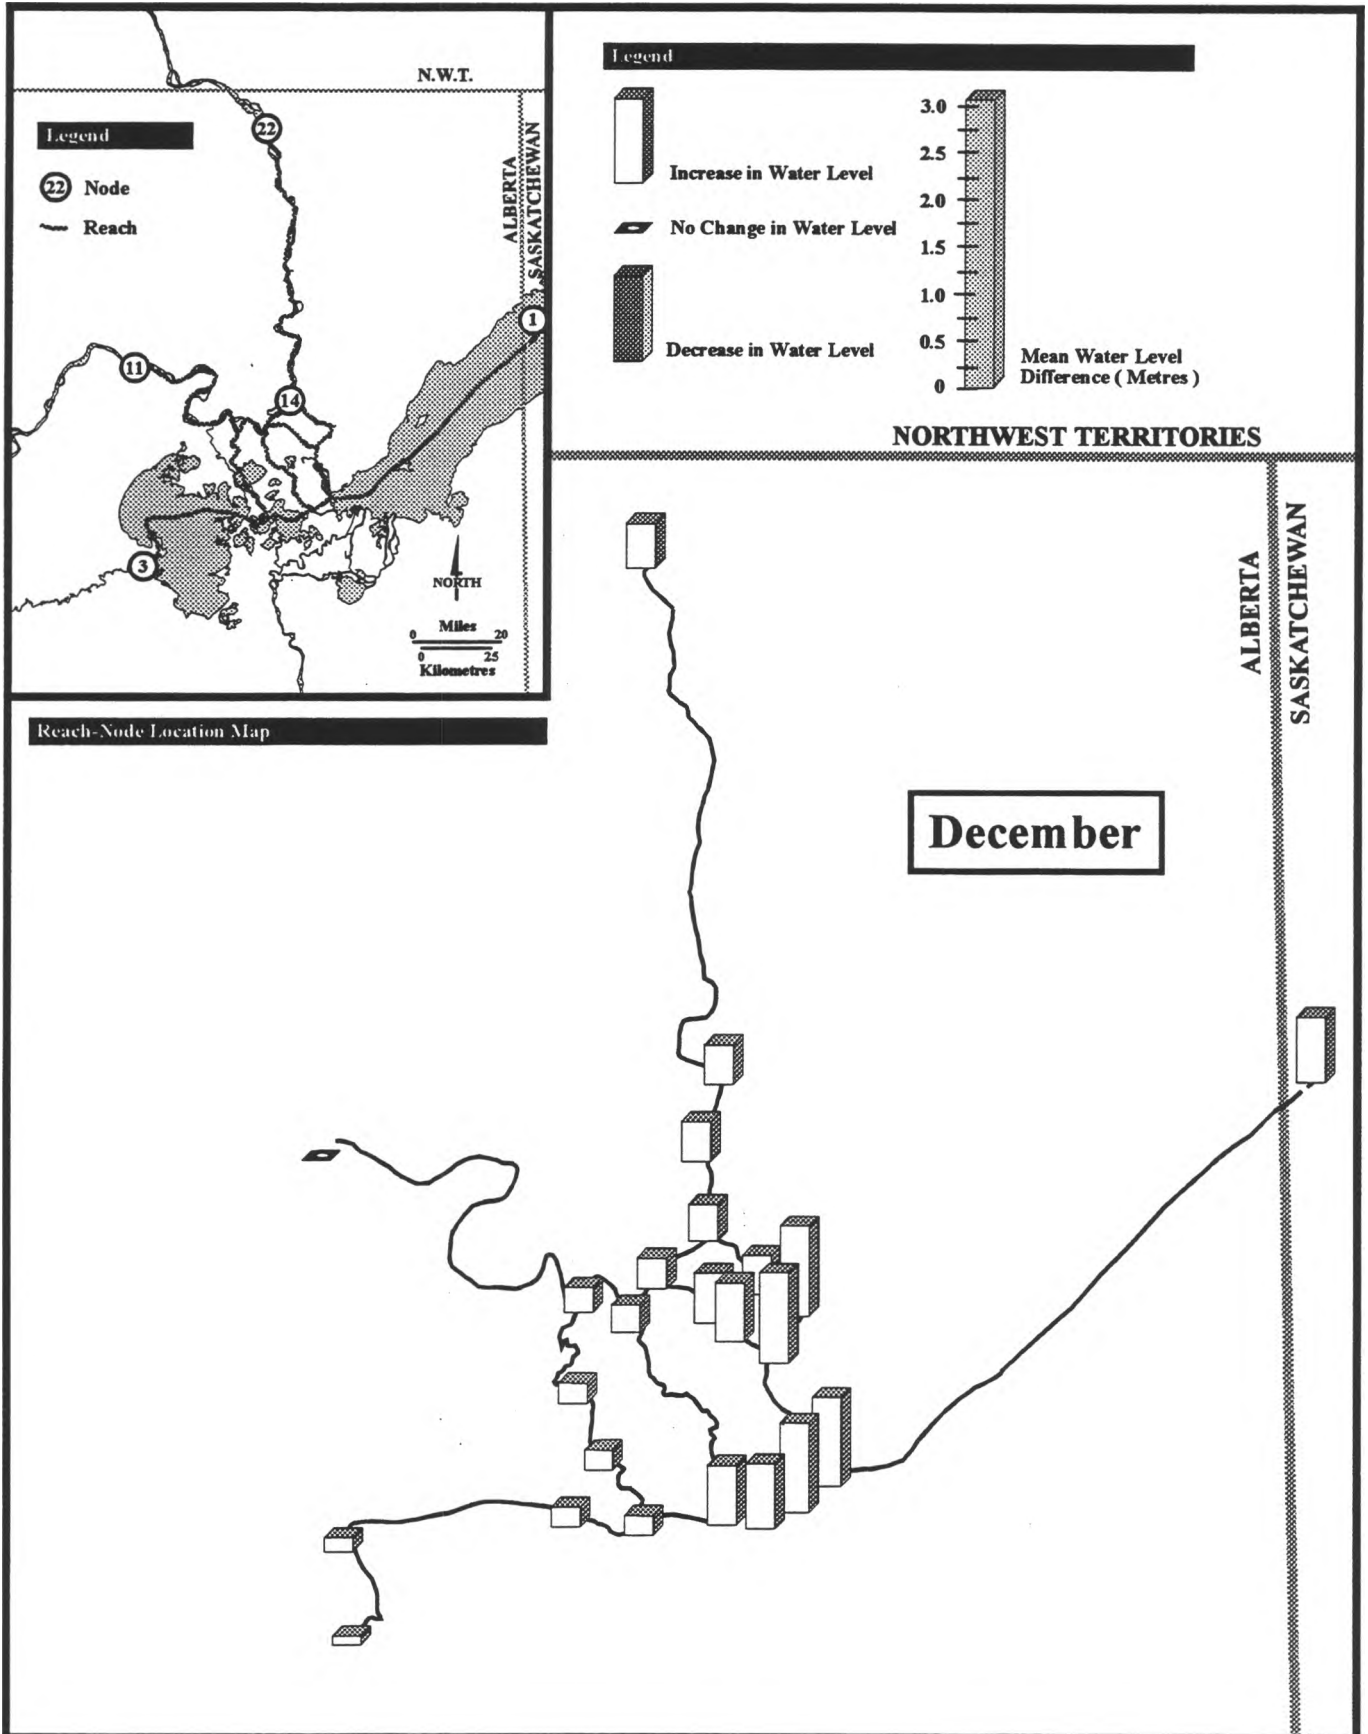 N.W.T.
Legend
22
22 Node
Reach
ALBERTA
SASKATCHEWAN
1
11
14
3
NORTH
Miles
0 20
0 25
Kilometres
Reach-Node Location Map
Legend
Increase in Water Level
No Change in Water Level
Decrease in Water Level
3.0
2.5
2.0
1.5
1.0
0.5
0
Mean Water Level
Difference ( Metres )
NORTHWEST TERRITORIES
ALBERTA
SASKATCHEWAN
December